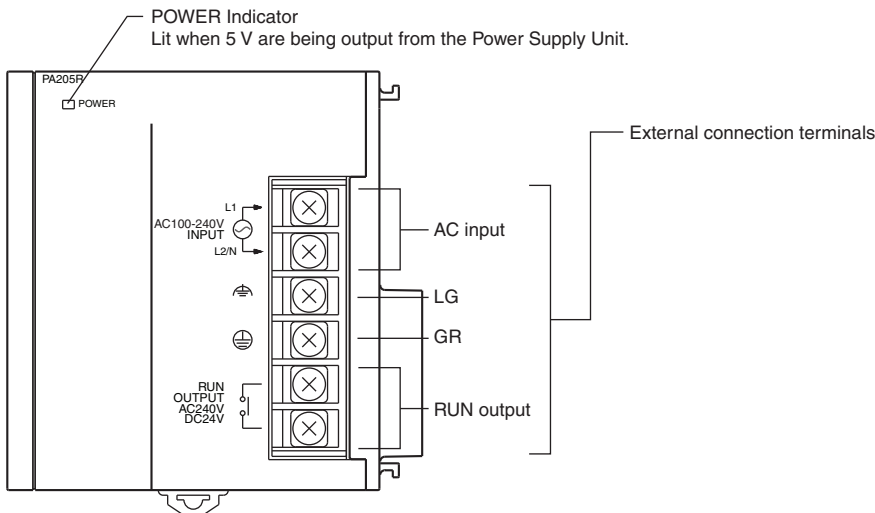 POWER Indicator
Lit when 5 V are being output from the Power Supply Unit.
PA205R
POWER
External connection terminals
L1
AC100-240V
INPUT
L2/N
AC input
LG
GR
RUN
OUTPUT
AC240V
DC24V
RUN output